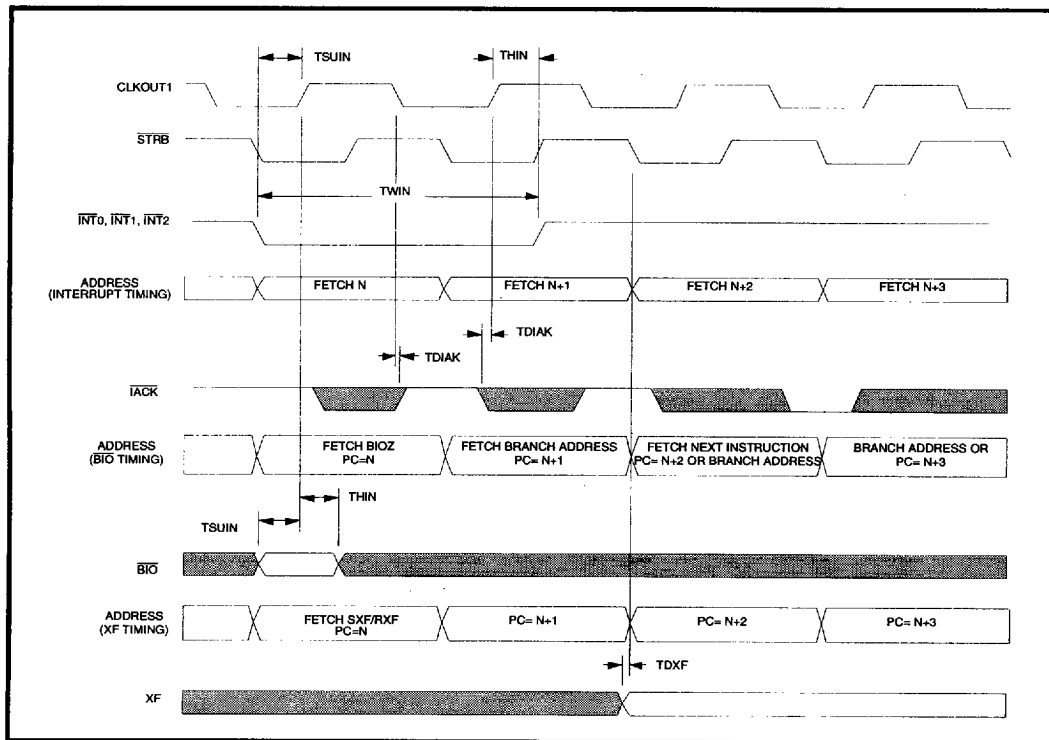 TSUIN
THIN
CLKOUT1
STRB
TWIN
INT0, INT1, INT2
ADDRESS
(INTERRUPT TIMING)
FETCH N
FETCH N+1
FETCH N+2
FETCH N+3
TDIAK
TDIAK
IACK
ADDRESS
(BIO TIMING)
FETCH BIOZ
PC=N
FETCH BRANCH ADDRESS
PC= N+1
FETCH NEXT INSTRUCTION
PC= N+2 OR BRANCH ADDRESS
BRANCH ADDRESS OR
PC= N+3
THIN
TSUIN
BIO
ADDRESS
(XF TIMING)
FETCH SXF/RXF
PC=N
PC= N+1
PC= N+2
PC= N+3
TDXF
XF